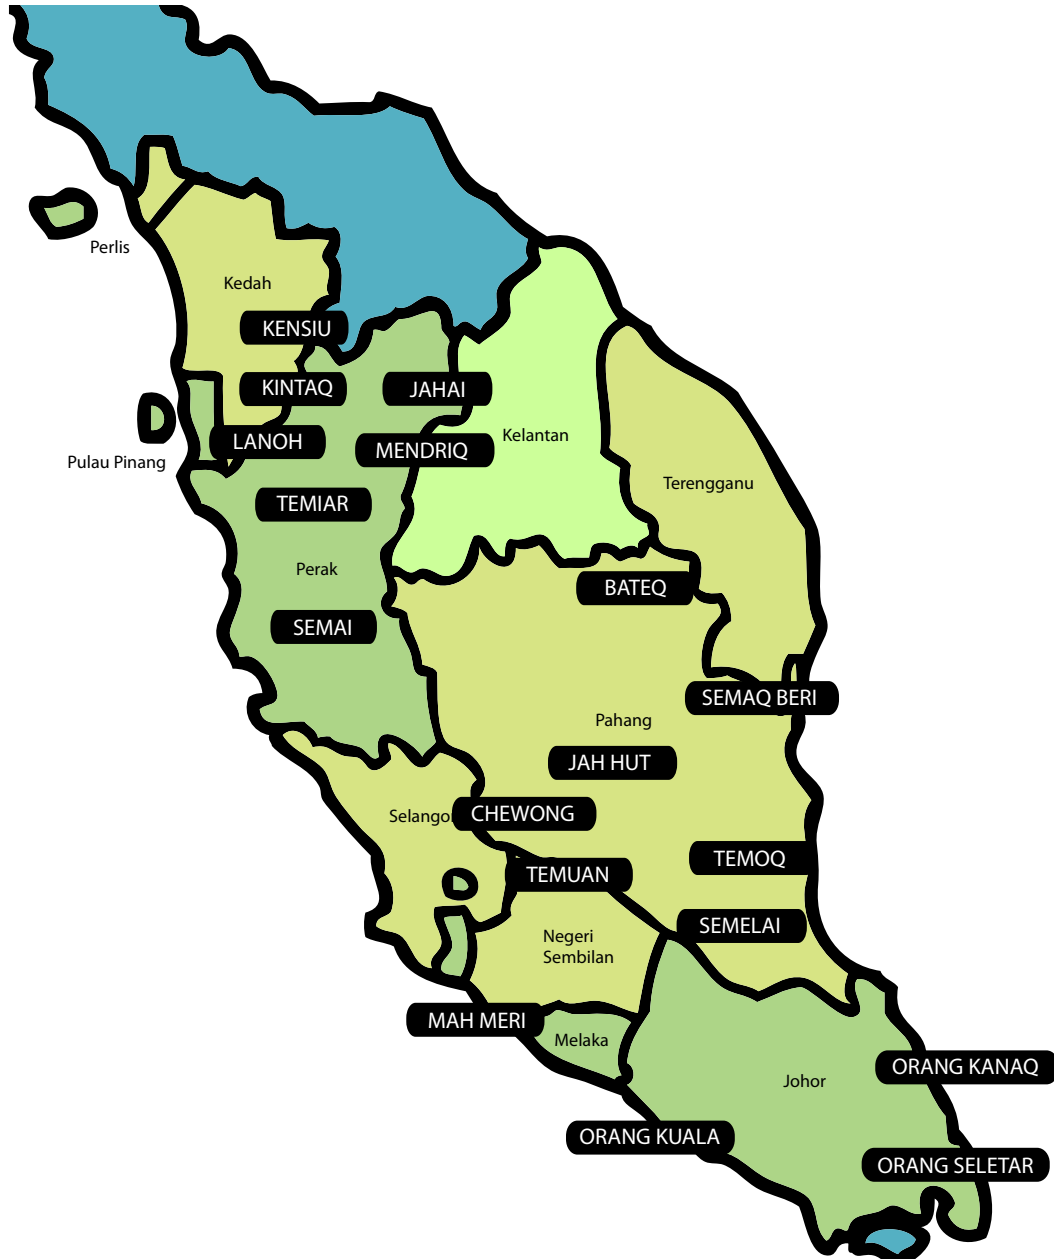 Perlis
Kedah
KENSIU
KINTAQ
JAHAI
LANOH
MENDRIQ
Kelantan
Pulau Pinang
Terengganu
TEMIAR
Perak
BATEQ
SEMAI
SEMAQ BERI
Pahang
JAH HUT
Selangor
CHEWONG
TEMOQ
TEMUAN
SEMELAI
Negeri
Sembilan
MAH MERI
Melaka
ORANG KANAQ
Johor
ORANG KUALA
ORANG SELETAR